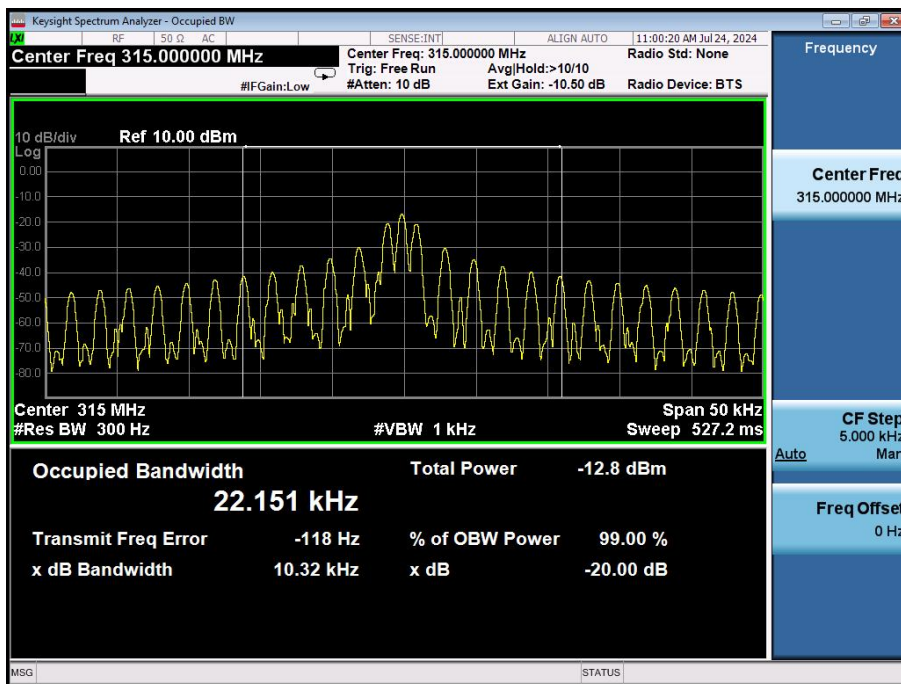 Keysight Spectrum Analyzer - Occupied BW
LXI
RF 50 Ω AC SENSE:INT ALIGN AUTO 11:00:20 AM Jul 24, 2024
Center Freq 315.000000 MHz
Center Freq: 315.000000 MHz Radio Std: None
Trig: Free Run Avg|Hold:>10/10
#IFGain:Low #Atten: 10 dB Ext Gain: -10.50 dB Radio Device: BTS
10 dB/div Ref 10.00 dBm
Log
0.00
-10.0
-20.0
-30.0
-40.0
-50.0
-60.0
-70.0
-80.0
Center 315 MHz Span 50 kHz
#Res BW 300 Hz #VBW 1 kHz Sweep 527.2 ms
Occupied Bandwidth Total Power -12.8 dBm
22.151 kHz
Transmit Freq Error -118 Hz % of OBW Power 99.00 %
x dB Bandwidth 10.32 kHz x dB -20.00 dB
MSG STATUS
Frequency
Center Freq
315.000000 MHz
CF Step
5.000 kHz
Auto Man
Freq Offset
0 Hz